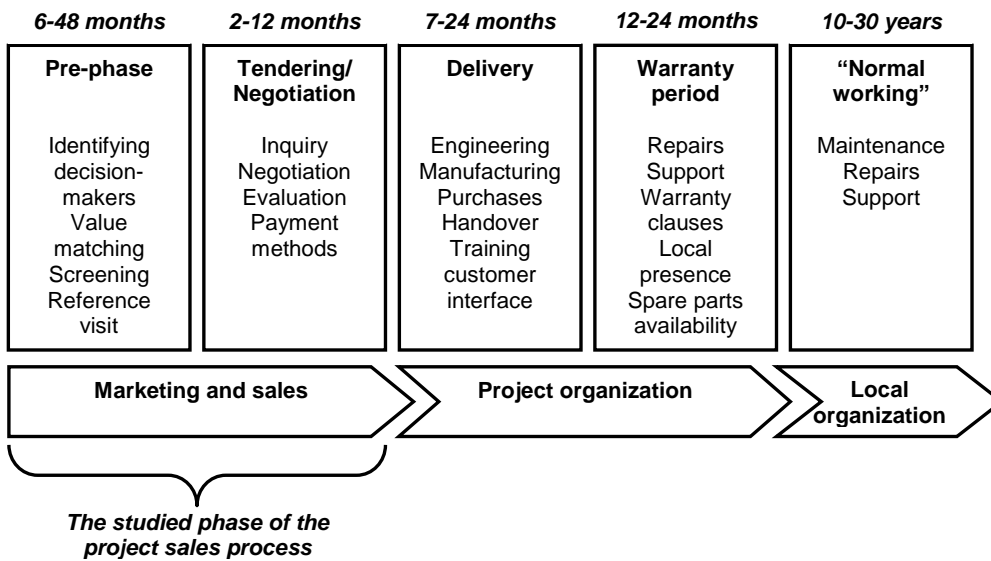 6-48 months
2-12 months
7-24 months
12-24 months
10-30 years
Pre-phase
Identifying
decision-
makers
Value
matching
Screening
Reference
visit
Tendering/
Negotiation
Inquiry
Negotiation
Evaluation
Payment
methods
Delivery
Engineering
Manufacturing
Purchases
Handover
Training
customer
interface
Warranty
period
Repairs
Support
Warranty
clauses
Local
presence
Spare parts
availability
“Normal
working”
Maintenance
Repairs
Support
Marketing and sales
Project organization
Local
organization
The studied phase of the
project sales process